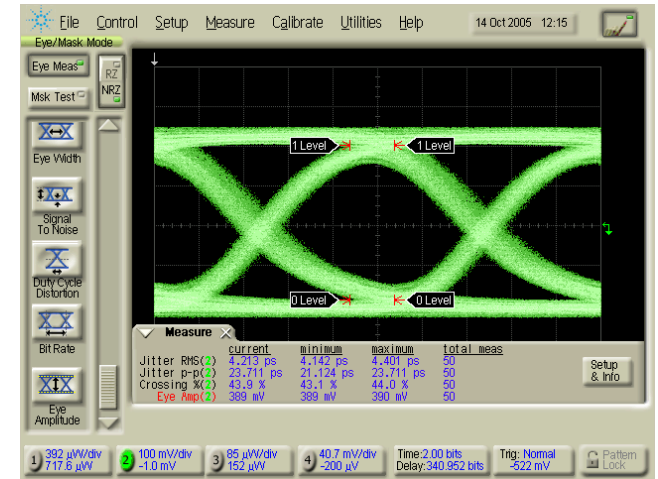 File Control Setup Measure Calibrate Utilities Help 14 Oct 2005 12:15
Eye/Mask Mode
Eye Meas
RZ
NRZ
Msk Test
Eye Width
Signal
To Noise
Duty Cycle
Distortion
Bit Rate
Eye
Amplitude
1 Level 1 Level
0 Level 0 Level
Measure
current minimum maximum total meas
Jitter RMS(2) 4.213 ps 4.142 ps 4.401 ps 50
Jitter p-p(2) 23.711 ps 21.124 ps 23.711 ps 50
Crossing %(2) 43.9 % 43.1 % 44.0 % 50
Eye Amp(2) 389 mV 389 mV 390 mV 50
Setup
& Info
1 392 µW/div
717.6 µW
2 100 mV/div
-1.0 mV
3 85 µW/div
152 µW
4 40.7 mV/div
-200 µV
Time:2.00 bits
Delay:340.952 bits
Trig: Normal
-522 mV
Pattern
Lock